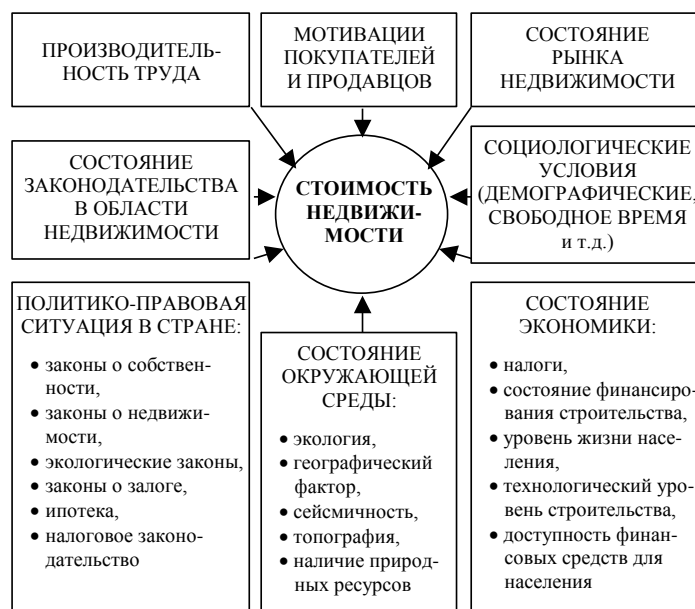 ПРОИЗВОДИТЕЛЬ-
НОСТЬ ТРУДА
МОТИВАЦИИ
ПОКУПАТЕЛЕЙ
И ПРОДАВЦОВ
СОСТОЯНИЕ
РЫНКА
НЕДВИЖИМОСТИ
СОСТОЯНИЕ
ЗАКОНОДАТЕЛЬСТВА
В ОБЛАСТИ
НЕДВИЖИМОСТИ
СТОИМОСТЬ
НЕДВИЖИ-
МОСТИ
СОЦИОЛОГИЧЕСКИЕ
УСЛОВИЯ
(ДЕМОГРАФИЧЕСКИЕ,
СВОБОДНОЕ ВРЕМЯ
и т.д.)
ПОЛИТИКО-ПРАВОВАЯ
СИТУАЦИЯ В СТРАНЕ:
• законы о собствен-
ности,
• законы о недвижи-
мости,
• экологические законы,
• законы о залоге,
• ипотека,
• налоговое законо-
дательство
СОСТОЯНИЕ
ОКРУЖАЮЩЕЙ
СРЕДЫ:
• экология,
• географический
фактор,
• сейсмичность,
• топография,
• наличие природ-
ных ресурсов
СОСТОЯНИЕ
ЭКОНОМИКИ:
• налоги,
• состояние финансиро-
вания строительства,
• уровень жизни насе-
ления,
• технологический уро-
вень строительства,
• доступность финан-
совых средств для
населения